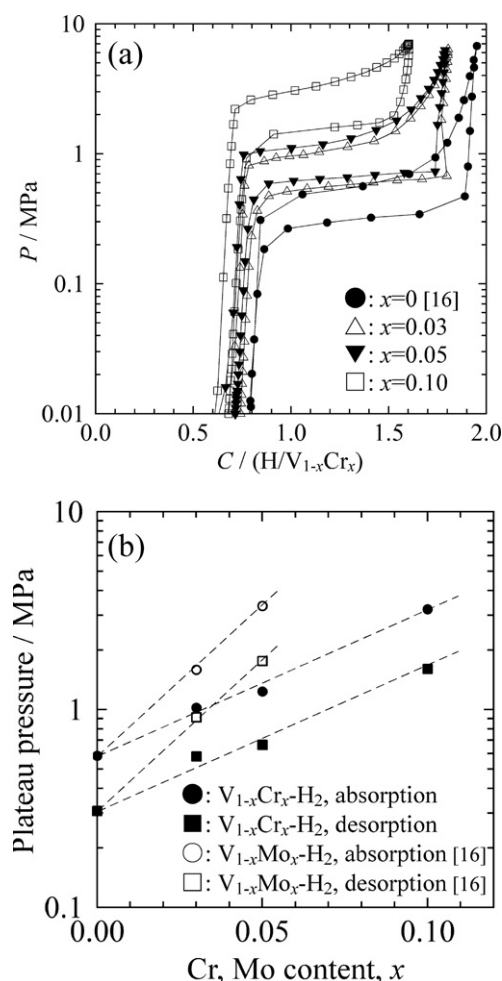 (a)
10
1
0.1
0.01
P / MPa
●: x=0 [16]
△: x=0.03
▼: x=0.05
□: x=0.10
0.0 0.5 1.0 1.5 2.0
C / (H/V₁₋ₓCrₓ)
(b)
10
1
0.1
Plateau pressure / MPa
●: V₁₋ₓCrₓ-H₂, absorption
■: V₁₋ₓCrₓ-H₂, desorption
○: V₁₋ₓMoₓ-H₂, absorption [16]
□: V₁₋ₓMoₓ-H₂, desorption [16]
0.00 0.05 0.10
Cr, Mo content, x